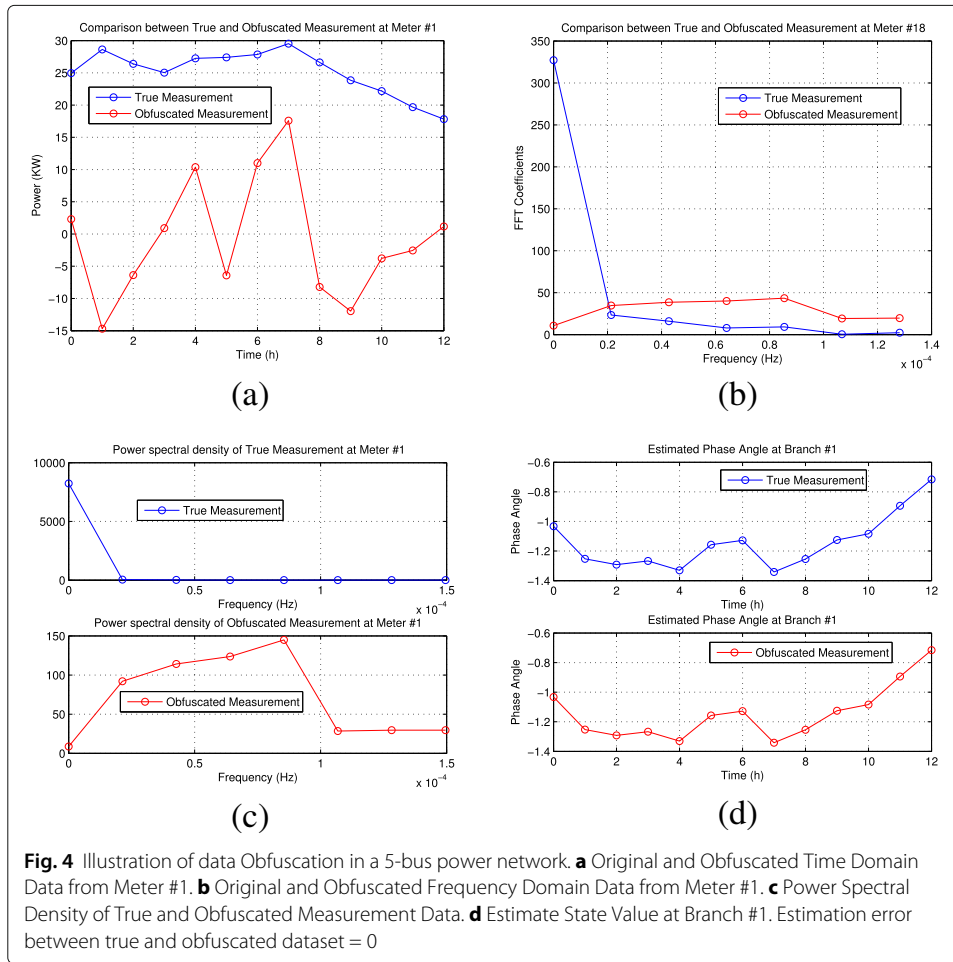 Comparison between True and Obfuscated Measurement at Meter #1
30
25
20
15
10
5
0
−5
−10
−15
Power (KW)
True Measurement
Obfuscated Measurement
0 2 4 6 8 10 12
Time (h)
(a)
Comparison between True and Obfuscated Measurement at Meter #18
350
300
250
200
150
100
50
0
FFT Coefficients
True Measurement
Obfuscated Measurement
0 0.2 0.4 0.6 0.8 1 1.2 1.4
Frequency (Hz)
x 10⁻⁴
(b)
Power spectral density of True Measurement at Meter #1
10000
5000
0
True Measurement
0 0.5 1 1.5
Frequency (Hz)
x 10⁻⁴
Power spectral density of Obfuscated Measurement at Meter #1
150
100
50
0
Obfuscated Measurement
0 0.5 1 1.5
Frequency (Hz)
x 10⁻⁴
(c)
Estimated Phase Angle at Branch #1
−0.6
−0.8
−1
−1.2
−1.4
Phase Angle
True Measurement
0 2 4 6 8 10 12
Time (h)
Estimated Phase Angle at Branch #1
−0.6
−0.8
−1
−1.2
−1.4
Phase Angle
Obfuscated Measurement
0 2 4 6 8 10 12
Time (h)
(d)
Fig. 4 Illustration of data Obfuscation in a 5-bus power network. a Original and Obfuscated Time Domain
Data from Meter #1. b Original and Obfuscated Frequency Domain Data from Meter #1. c Power Spectral
Density of True and Obfuscated Measurement Data. d Estimate State Value at Branch #1. Estimation error
between true and obfuscated dataset = 0